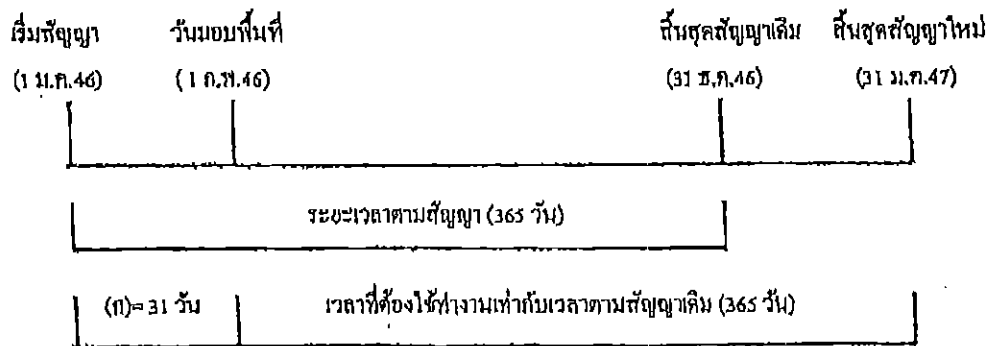 เริ่มสัญญา วันมอบพื้นที่ สิ้นสุดสัญญาเดิม สิ้นสุดสัญญาใหม่
(1 ม.ค.46) (1 ก.พ.46) (31 ธ.ค.46) (31 ม.ค.47)
ระยะเวลาตามสัญญา (365 วัน)
(ก)= 31 วัน เวลาที่ต้องใช้ทำงานเท่ากับเวลาตามสัญญาเดิม (365 วัน)